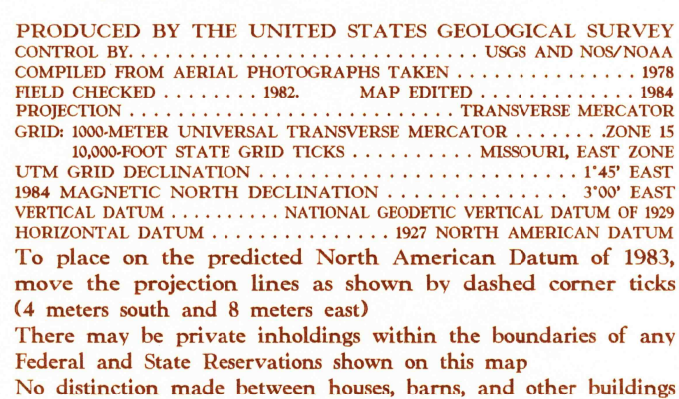 PRODUCED BY THE UNITED STATES GEOLOGICAL SURVEY
CONTROL BY. . . . . . . . . . . . . . . . . . . . . . . . . . . . . . . . USGS AND NOS/NOAA
COMPILED FROM AERIAL PHOTOGRAPHS TAKEN . . . . . . . . . . . . . . . . 1978
FIELD CHECKED . . . . . . . . 1982. MAP EDITED . . . . . . . . . . . . . . 1984
PROJECTION . . . . . . . . . . . . . . . . . . . . . . . . . . . . . . TRANSVERSE MERCATOR
GRID: 1000-METER UNIVERSAL TRANSVERSE MERCATOR . . . . . . . .ZONE 15
10,000-FOOT STATE GRID TICKS . . . . . . . . . . MISSOURI, EAST ZONE
UTM GRID DECLINATION . . . . . . . . . . . . . . . . . . . . . . . . . . . . . 1°45' EAST
1984 MAGNETIC NORTH DECLINATION . . . . . . . . . . . . . . . . 3°00' EAST
VERTICAL DATUM . . . . . . . . . . NATIONAL GEODETIC VERTICAL DATUM OF 1929
HORIZONTAL DATUM . . . . . . . . . . . . . . . 1927 NORTH AMERICAN DATUM
To place on the predicted North American Datum of 1983,
move the projection lines as shown by dashed corner ticks
(4 meters south and 8 meters east)
There may be private inholdings within the boundaries of any
Federal and State Reservations shown on this map
No distinction made between houses, barns, and other buildings